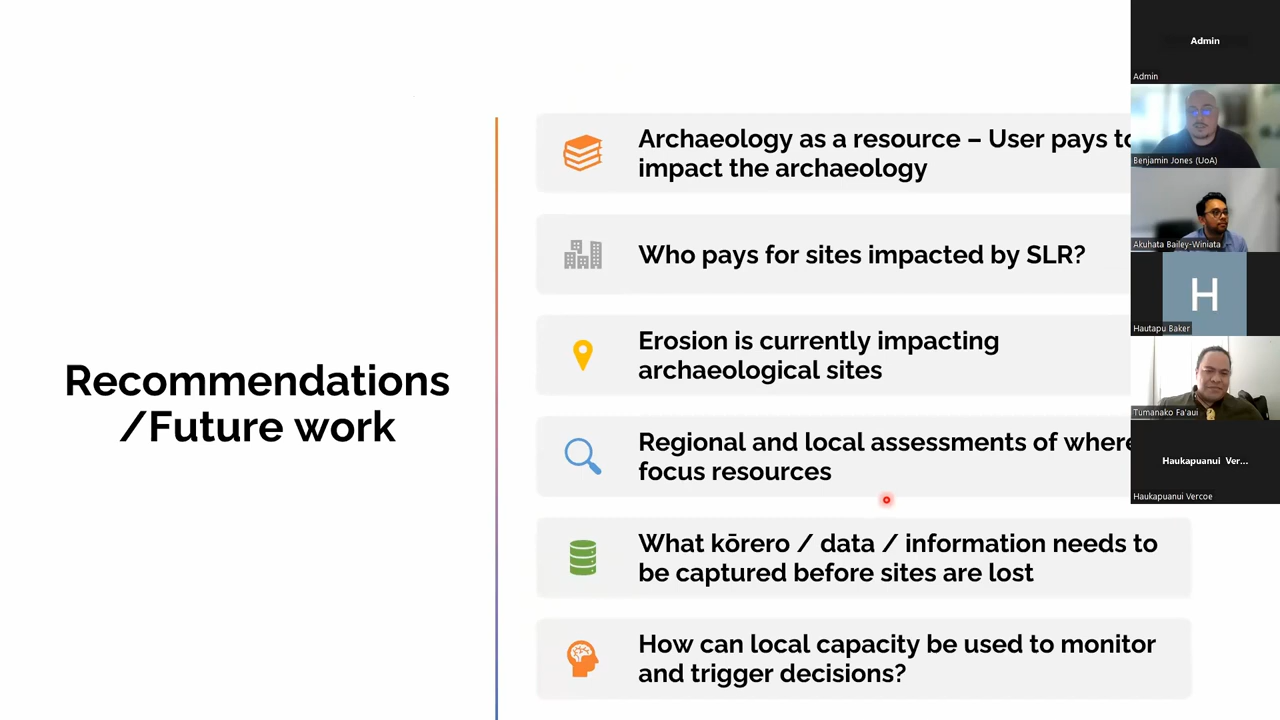 Recommendations
/Future work
Archaeology as a resource – User pays to
impact the archaeology
Who pays for sites impacted by SLR?
Erosion is currently impacting
archaeological sites
Regional and local assessments of where
focus resources
What kōrero / data / information needs to
be captured before sites are lost
How can local capacity be used to monitor
and trigger decisions?
Admin
Admin
Benjamin Jones (UoA)
Akuhata Bailey-Winiata
H
Hautapu Baker
Tumanako Fa'aui
Haukapuanui Ver...
Haukapuanui Vercoe